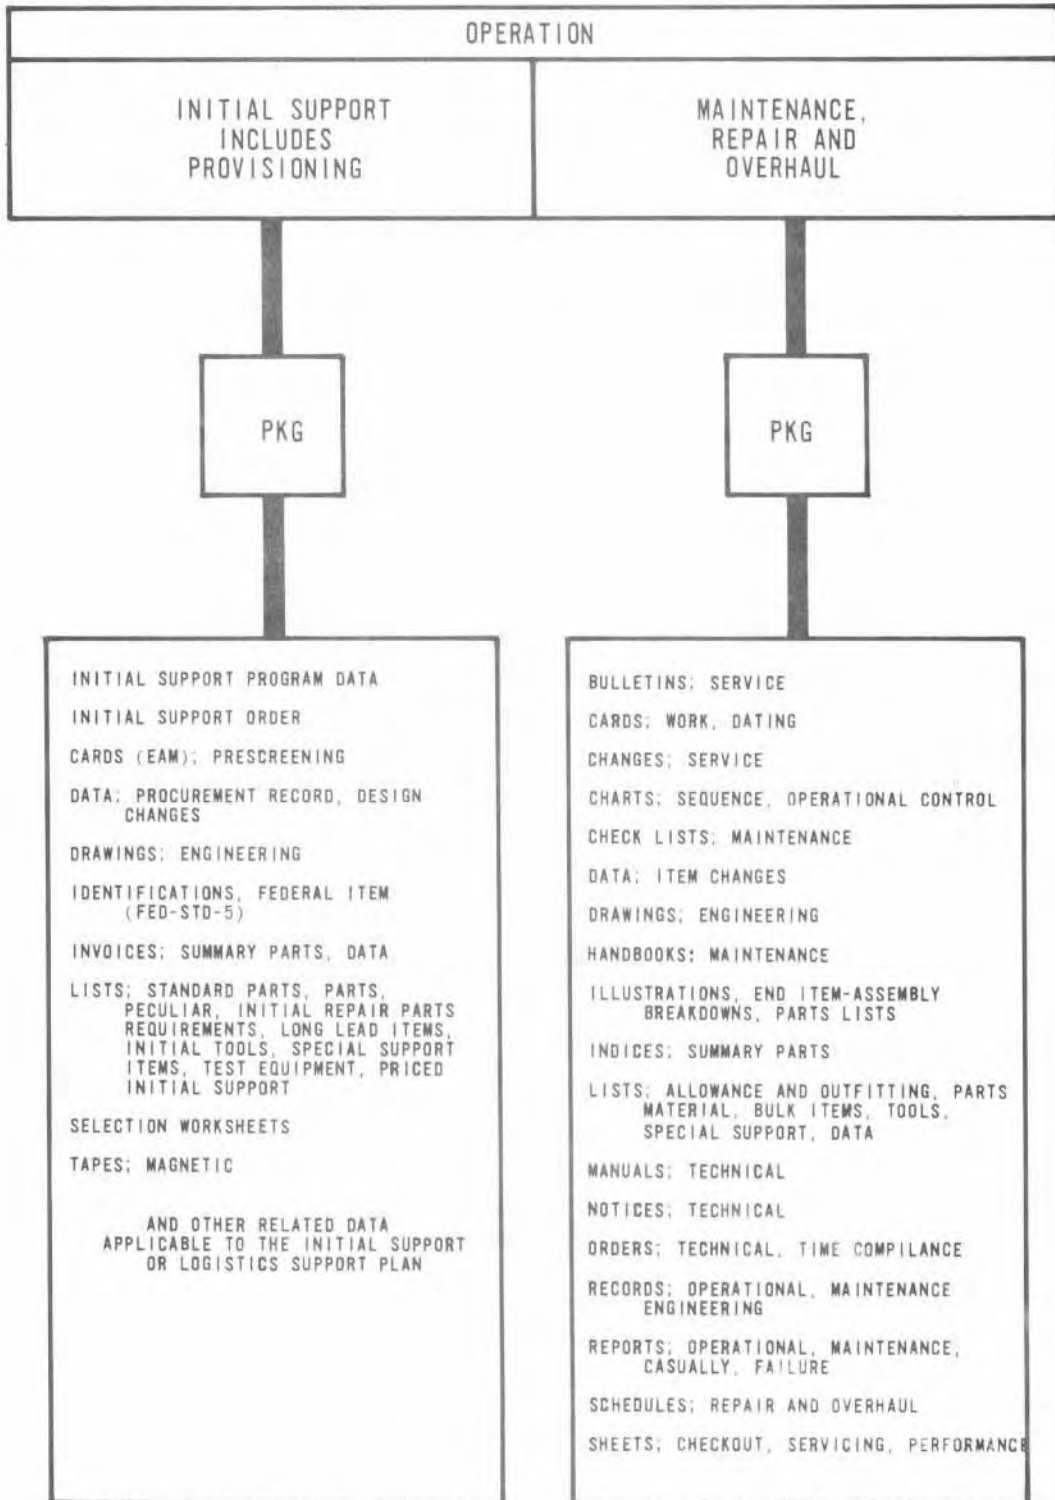 OPERATION
INITIAL SUPPORT
INCLUDES
PROVISIONING
MAINTENANCE,
REPAIR AND
OVERHAUL
PKG
PKG
INITIAL SUPPORT PROGRAM DATA
INITIAL SUPPORT ORDER
CARDS (EAM); PRESCREENING
DATA; PROCUREMENT RECORD, DESIGN
CHANGES
DRAWINGS; ENGINEERING
IDENTIFICATIONS, FEDERAL ITEM
(FED-STD-5)
INVOICES; SUMMARY PARTS, DATA
LISTS; STANDARD PARTS, PARTS,
PECULIAR, INITIAL REPAIR PARTS
REQUIREMENTS, LONG LEAD ITEMS,
INITIAL TOOLS, SPECIAL SUPPORT
ITEMS, TEST EQUIPMENT, PRICED
INITIAL SUPPORT
SELECTION WORKSHEETS
TAPES; MAGNETIC
AND OTHER RELATED DATA
APPLICABLE TO THE INITIAL SUPPORT
OR LOGISTICS SUPPORT PLAN
BULLETINS; SERVICE
CARDS; WORK, DATING
CHANGES; SERVICE
CHARTS; SEQUENCE, OPERATIONAL CONTROL
CHECK LISTS; MAINTENANCE
DATA; ITEM CHANGES
DRAWINGS; ENGINEERING
HANDBOOKS: MAINTENANCE
ILLUSTRATIONS, END ITEM-ASSEMBLY
BREAKDOWNS, PARTS LISTS
INDICES; SUMMARY PARTS
LISTS; ALLOWANCE AND OUTFITTING, PARTS
MATERIAL, BULK ITEMS, TOOLS,
SPECIAL SUPPORT, DATA
MANUALS; TECHNICAL
NOTICES; TECHNICAL
ORDERS; TECHNICAL, TIME COMPILANCE
RECORDS; OPERATIONAL, MAINTENANCE
ENGINEERING
REPORTS; OPERATIONAL, MAINTENANCE,
CASUALLY, FAILURE
SCHEDULES; REPAIR AND OVERHAUL
SHEETS; CHECKOUT, SERVICING, PERFORMANCE